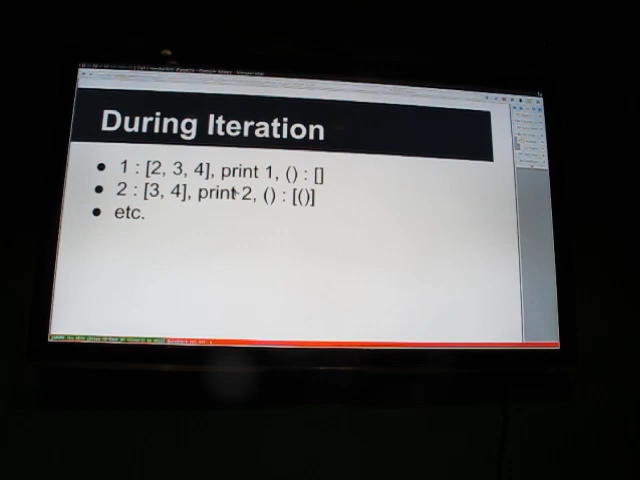 During Iteration
1 : [2, 3, 4], print 1, () : []
2 : [3, 4], print 2, () : [()]
etc.